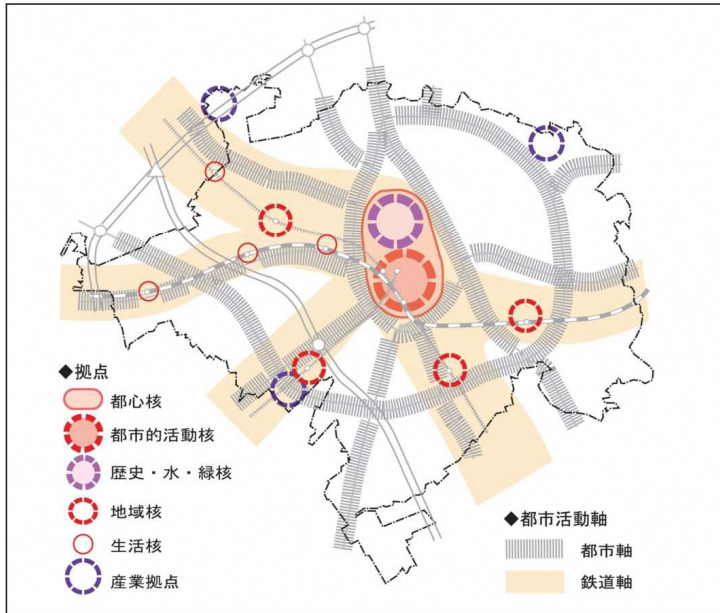 ◆拠点
都心核
都市的活動核
歴史・水・緑核
地域核
生活核
産業拠点
◆都市活動軸
都市軸
鉄道軸